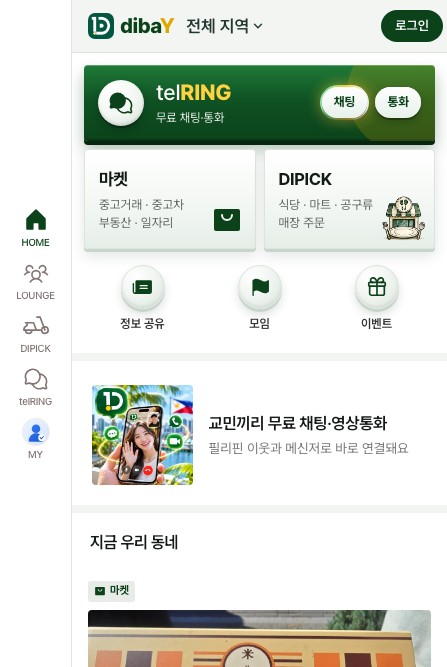 dibaY 전체 지역
로그인
telRING
무료 채팅·통화
채팅
통화
마켓
중고거래 · 중고차
부동산 · 일자리
DIPICK
식당 · 마트 · 공구류
매장 주문
정보 공유
모임
이벤트
HOME
LOUNGE
DIPICK
telRING
MY
교민끼리 무료 채팅·영상통화
필리핀 이웃과 메신저로 바로 연결돼요
지금 우리 동네
마켓
米